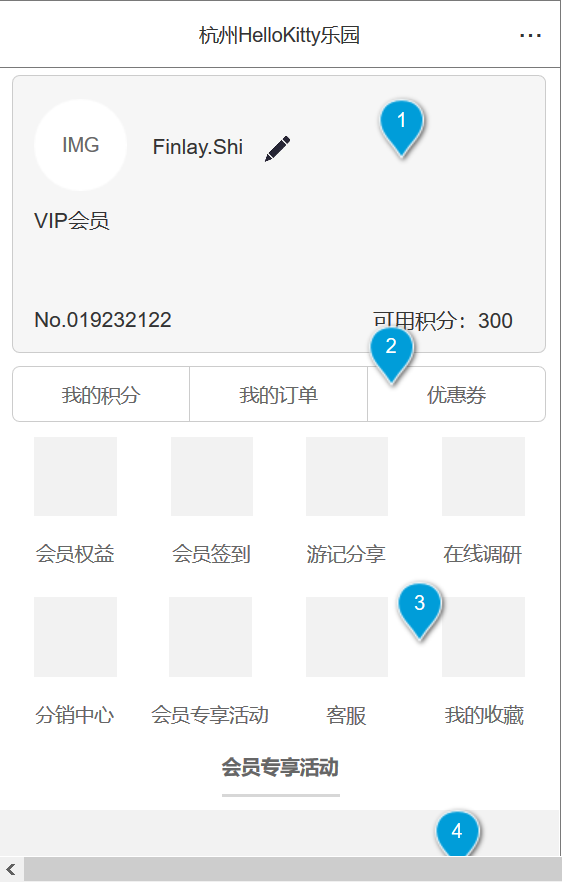 杭州HelloKitty乐园
IMG
Finlay.Shi
1
VIP会员
No.019232122
可用积分：300
2
我的积分
我的订单
优惠券
会员权益
会员签到
游记分享
在线调研
3
分销中心
会员专享活动
客服
我的收藏
会员专享活动
4